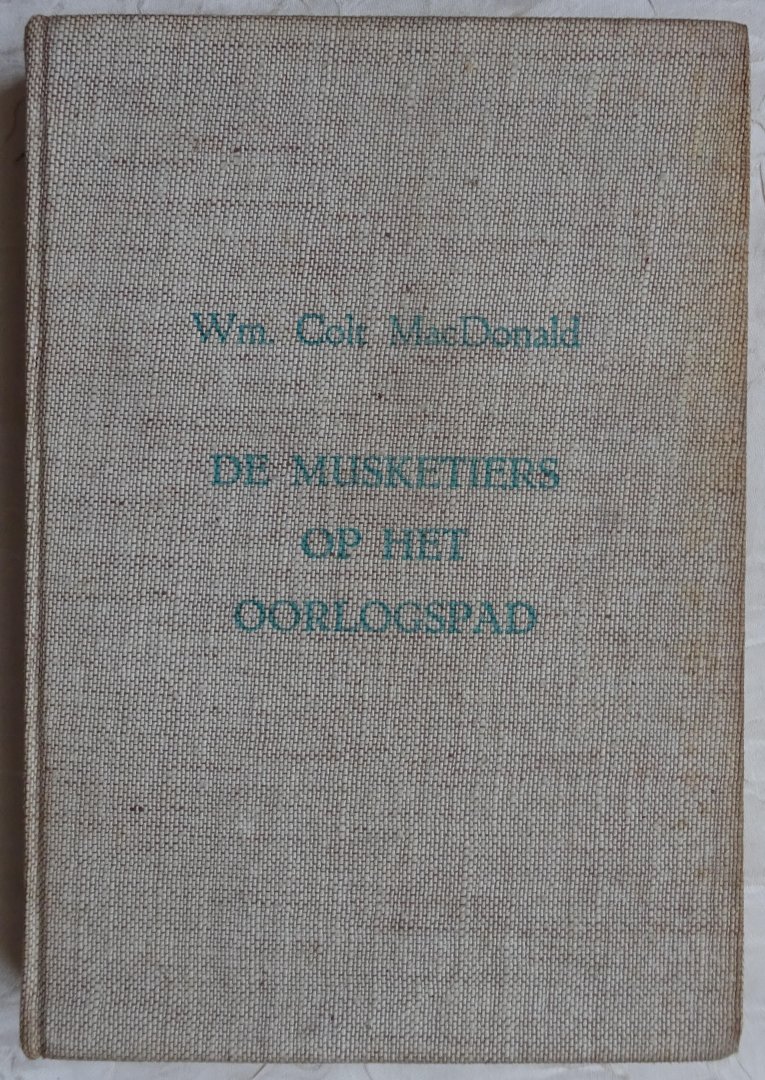 Wm. Colt MacDonald
DE MUSKETIERS
OP HET
OORLOGSPAD